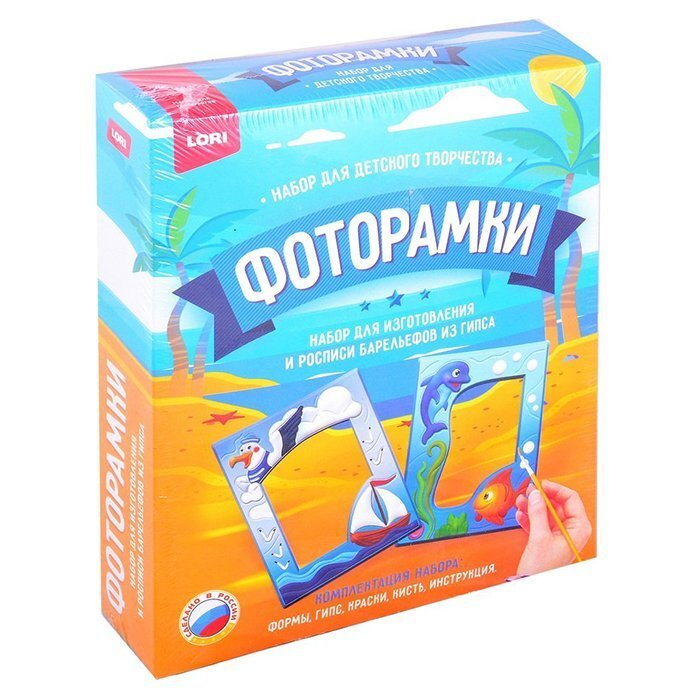 ФОТОРАМКИ
НАБОР ДЛЯ
• ДЕТСКОГО ТВОРЧЕСТВА •
LORI
LORI
• НАБОР ДЛЯ ДЕТСКОГО ТВОРЧЕСТВА •
ФОТОРАМКИ
НАБОР ДЛЯ ИЗГОТОВЛЕНИЯ
И РОСПИСИ БАРЕЛЬЕФОВ ИЗ ГИПСА
КОМПЛЕКТАЦИЯ НАБОРА:
ФОРМЫ, ГИПС, КРАСКИ, КИСТЬ, ИНСТРУКЦИЯ.
ФОТОРАМКИ
НАБОР ДЛЯ ИЗГОТОВЛЕНИЯ
И РОСПИСИ БАРЕЛЬЕФОВ ИЗ ГИПСА
СДЕЛАНО В РОССИИ